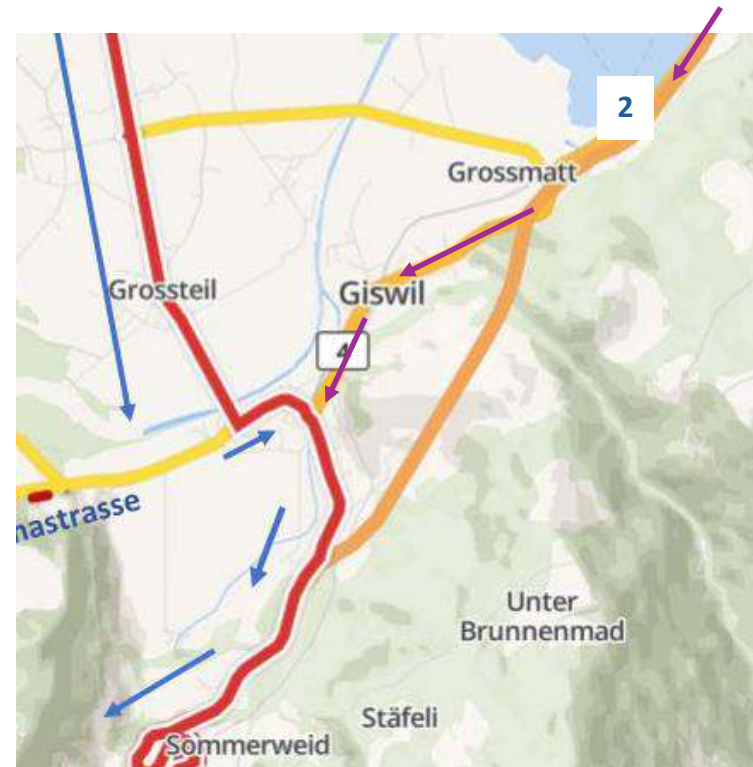 2
Grossmatt
Grossteil
Giswil
4
nastrasse
Unter
Brunnenmad
Stäfeli
Sommerweid